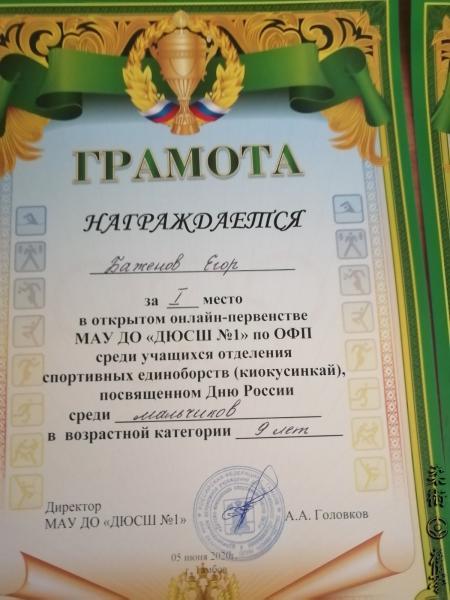 ГРАМОТА
НАГРАЖДАЕТСЯ
Баженов Егор
за I место
в открытом онлайн-первенстве
МАУ ДО «ДЮСШ №1» по ОФП
среди учащихся отделения
спортивных единоборств (киокусинкай),
посвященном Дню России
среди мальчиков
в возрастной категории 9 лет
Директор
МАУ ДО «ДЮСШ №1» А.А. Головков
05 июня 2020г.
г. Тамбов